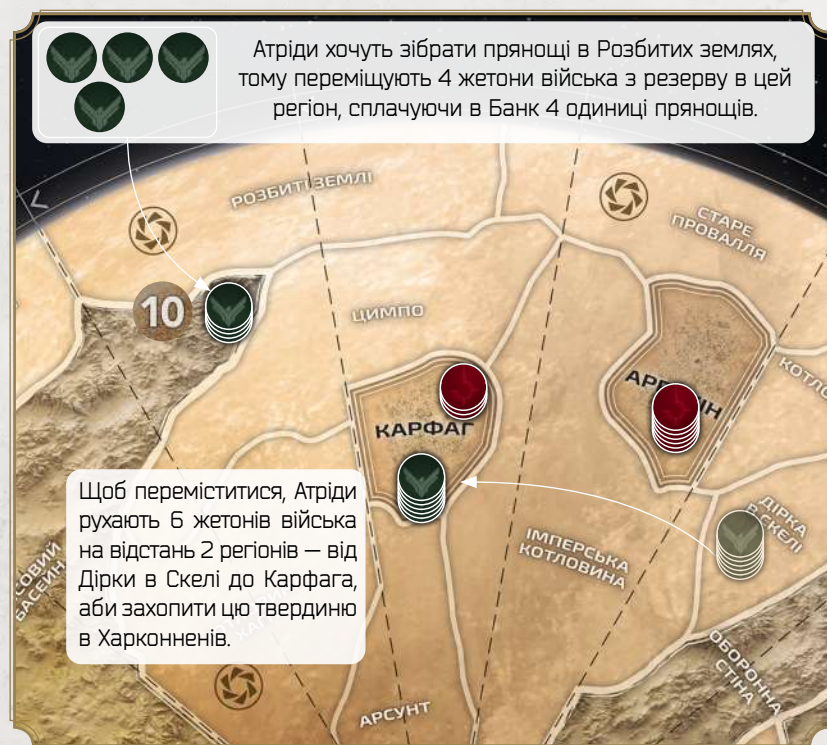 Атріди хочуть зібрати прянощі в Розбитих землях,
тому переміщують 4 жетони війська з резерву в цей
регіон, сплачуючи в Банк 4 одиниці прянощів.
РОЗБИТІ ЗЕМЛІ
СТАРЕ
ПРОВАЛЛЯ
10
ЦИМПО
КАРФАГ
Щоб переміститися, Атріди
рухають 6 жетонів війська
на відстань 2 регіонів — від
Дірки в Скелі до Карфага,
аби захопити цю твердиню
в Харконненів.
ІМПЕРСЬКА
КОТЛОВИНА
ДІРКА
В СКЕЛІ
ОБОРОННА
СТІНА
АРСУНТ